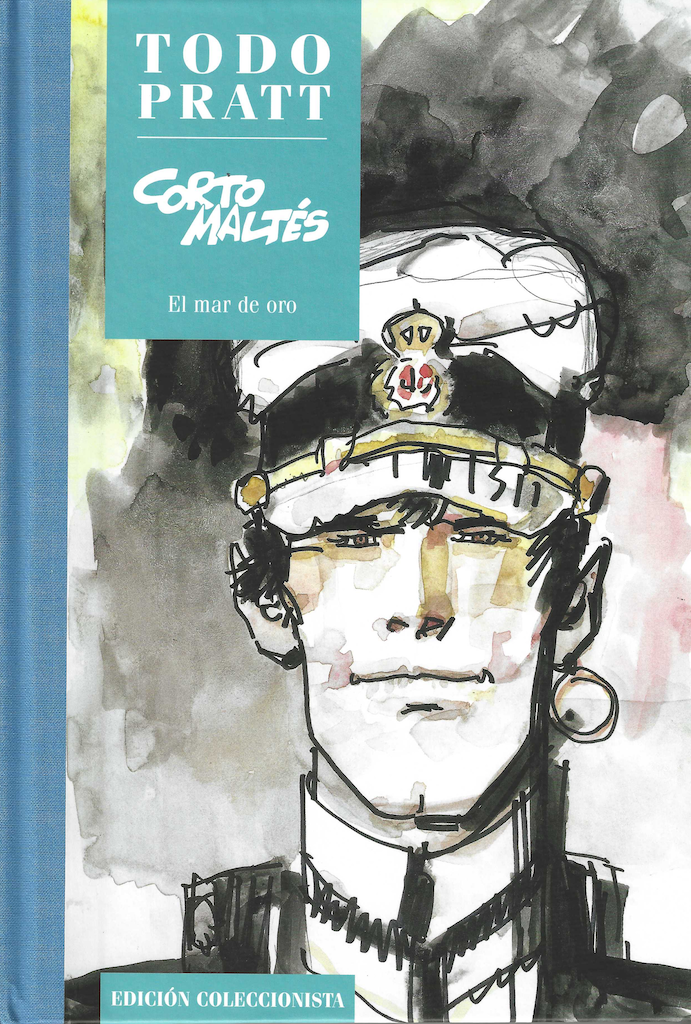 TODO
PRATT
CORTO
MALTÉS
El mar de oro
EDICIÓN COLECCIONISTA